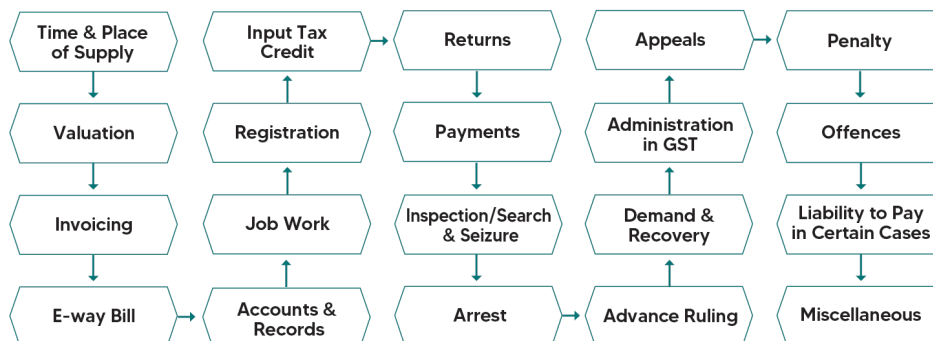 Time & Place
of Supply
Valuation
Invoicing
E-way Bill
Accounts &
Records
Job Work
Registration
Input Tax
Credit
Returns
Payments
Inspection/Search
& Seizure
Arrest
Advance Ruling
Demand &
Recovery
Administration
in GST
Appeals
Penalty
Offences
Liability to Pay
in Certain Cases
Miscellaneous